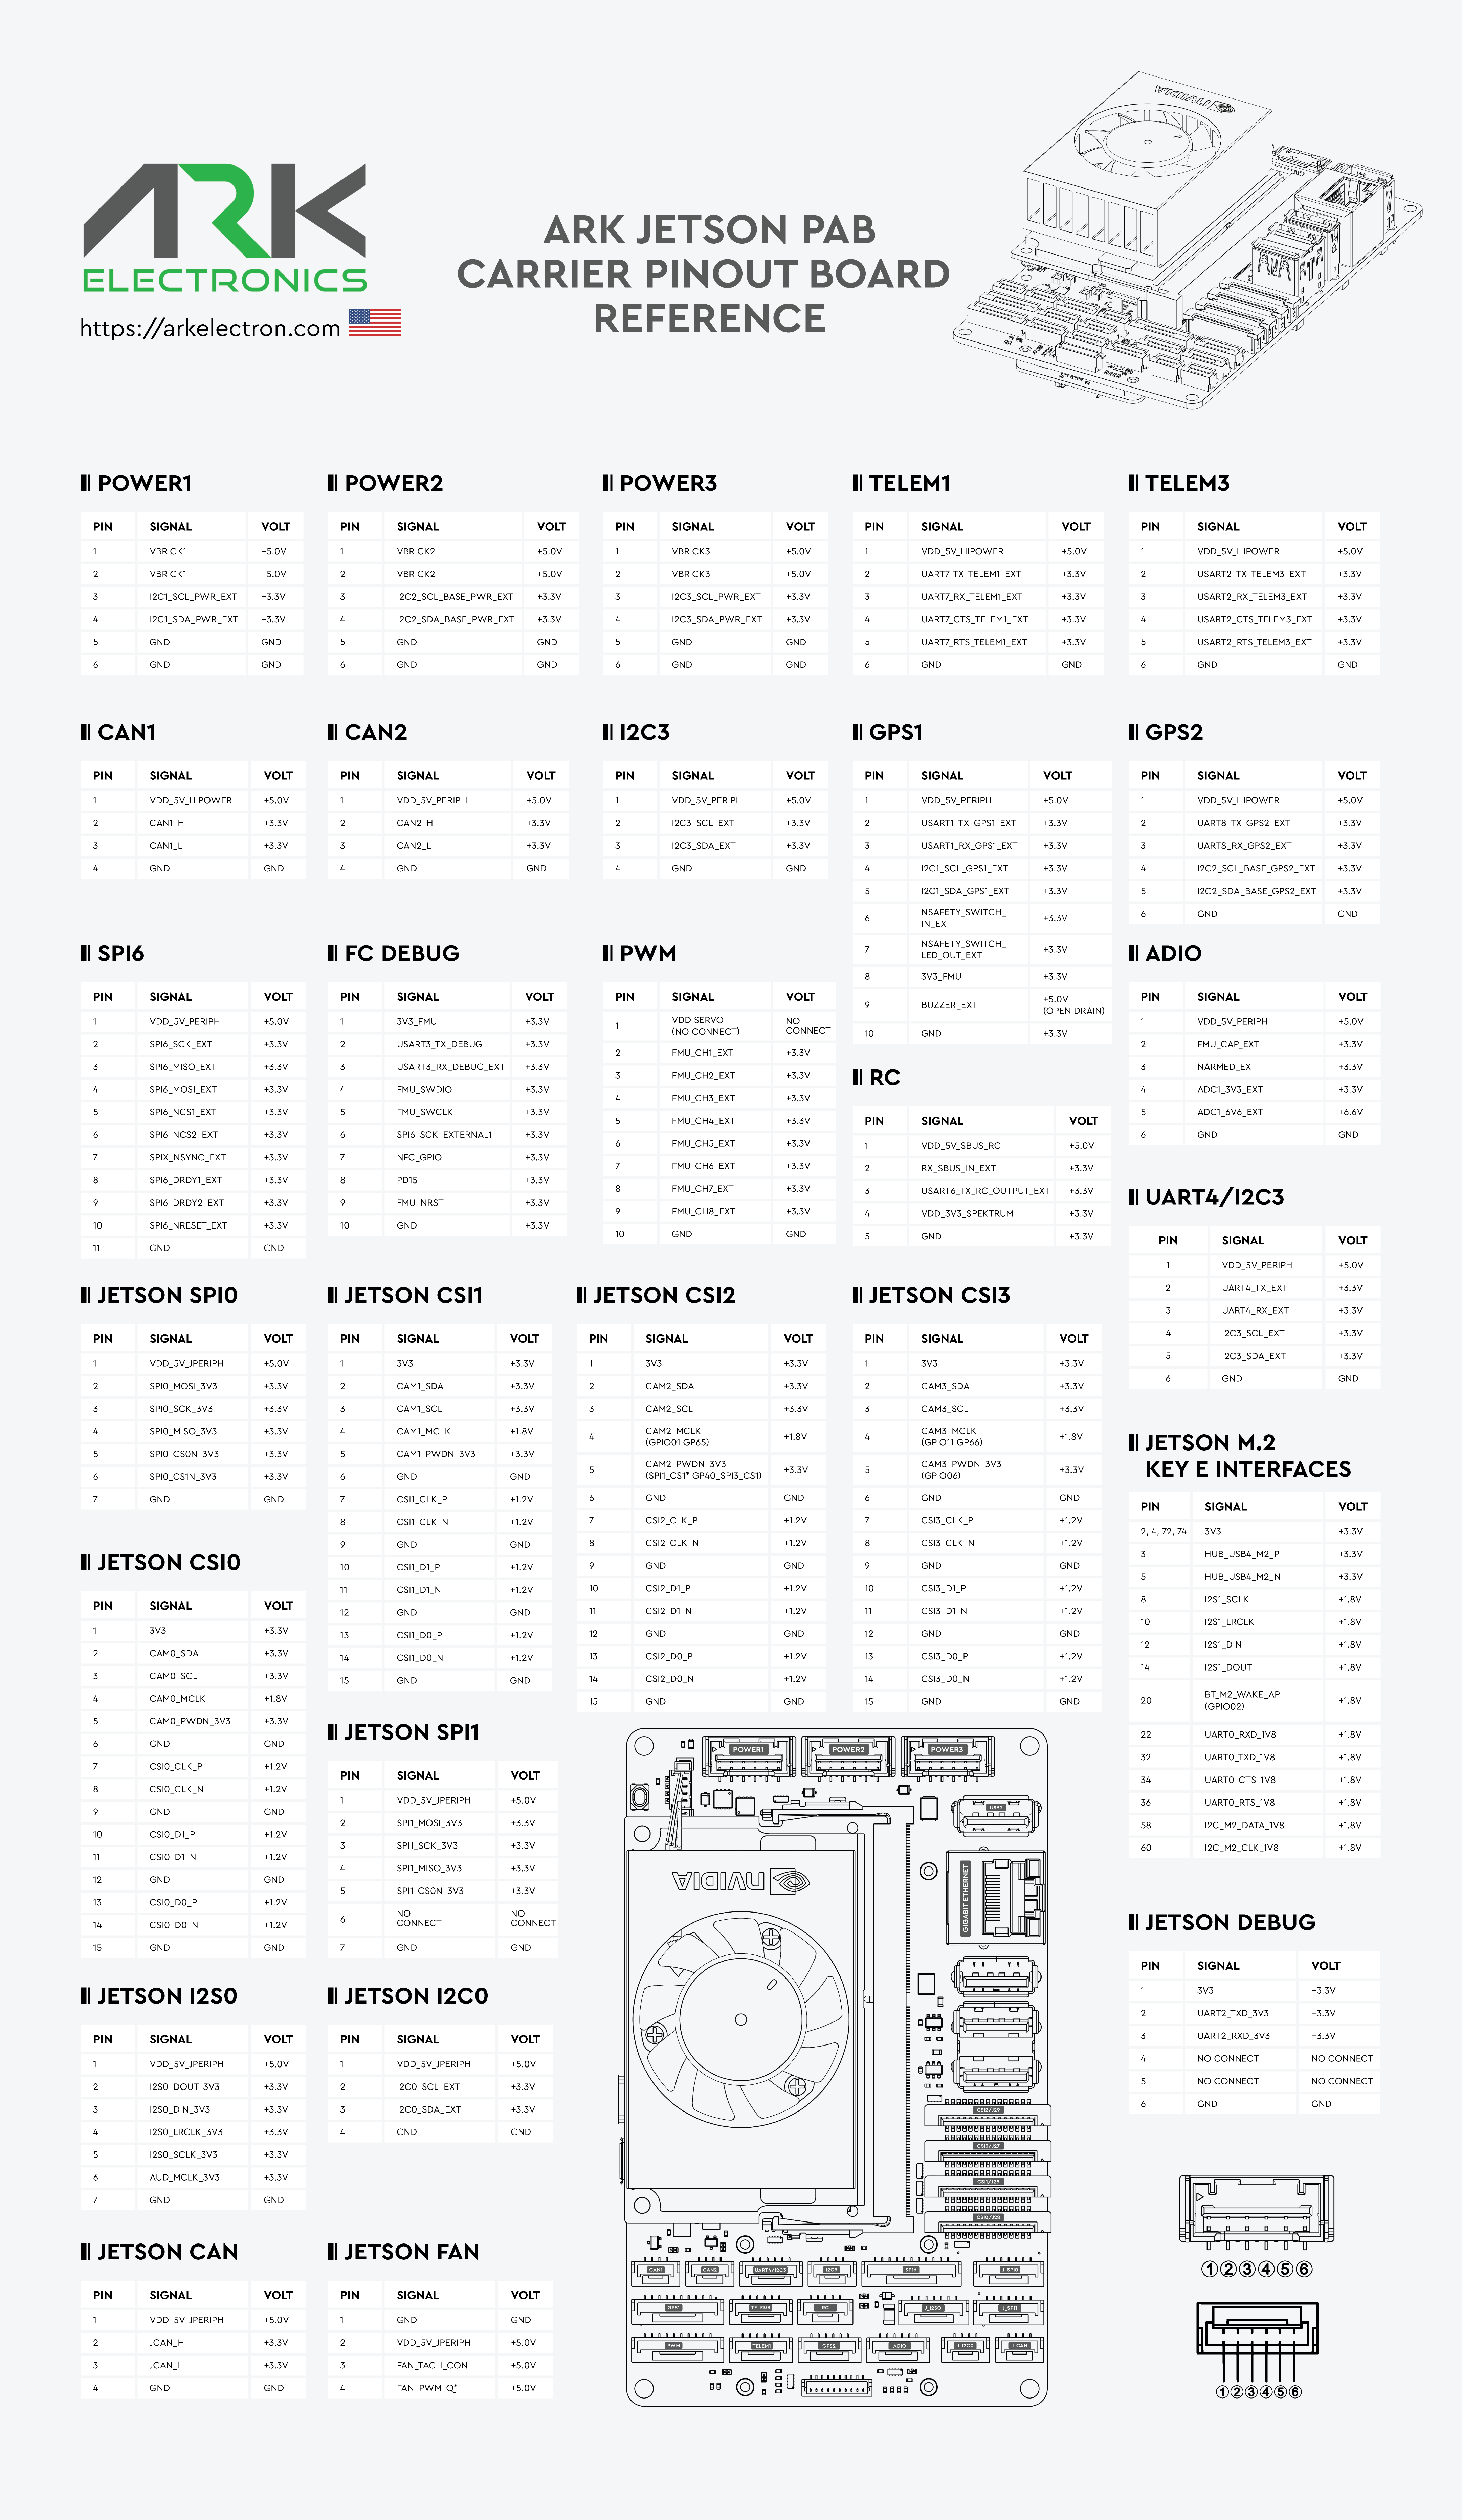 ARK
ELECTRONICS
https://arkelectron.com
ARK JETSON PAB
CARRIER PINOUT BOARD
REFERENCE
NVIDIA
POWER1
PIN SIGNAL VOLT
1 VBRICK1 +5.0V
2 VBRICK1 +5.0V
3 I2C1_SCL_PWR_EXT +3.3V
4 I2C1_SDA_PWR_EXT +3.3V
5 GND GND
6 GND GND
POWER2
PIN SIGNAL VOLT
1 VBRICK2 +5.0V
2 VBRICK2 +5.0V
3 I2C2_SCL_BASE_PWR_EXT +3.3V
4 I2C2_SDA_BASE_PWR_EXT +3.3V
5 GND GND
6 GND GND
POWER3
PIN SIGNAL VOLT
1 VBRICK3 +5.0V
2 VBRICK3 +5.0V
3 I2C3_SCL_PWR_EXT +3.3V
4 I2C3_SDA_PWR_EXT +3.3V
5 GND GND
6 GND GND
TELEM1
PIN SIGNAL VOLT
1 VDD_5V_HIPOWER +5.0V
2 UART7_TX_TELEM1_EXT +3.3V
3 UART7_RX_TELEM1_EXT +3.3V
4 UART7_CTS_TELEM1_EXT +3.3V
5 UART7_RTS_TELEM1_EXT +3.3V
6 GND GND
TELEM3
PIN SIGNAL VOLT
1 VDD_5V_HIPOWER +5.0V
2 USART2_TX_TELEM3_EXT +3.3V
3 USART2_RX_TELEM3_EXT +3.3V
4 USART2_CTS_TELEM3_EXT +3.3V
5 USART2_RTS_TELEM3_EXT +3.3V
6 GND GND
CAN1
PIN SIGNAL VOLT
1 VDD_5V_HIPOWER +5.0V
2 CAN1_H +3.3V
3 CAN1_L +3.3V
4 GND GND
CAN2
PIN SIGNAL VOLT
1 VDD_5V_PERIPH +5.0V
2 CAN2_H +3.3V
3 CAN2_L +3.3V
4 GND GND
I2C3
PIN SIGNAL VOLT
1 VDD_5V_PERIPH +5.0V
2 I2C3_SCL_EXT +3.3V
3 I2C3_SDA_EXT +3.3V
4 GND GND
GPS1
PIN SIGNAL VOLT
1 VDD_5V_PERIPH +5.0V
2 USART1_TX_GPS1_EXT +3.3V
3 USART1_RX_GPS1_EXT +3.3V
4 I2C1_SCL_GPS1_EXT +3.3V
5 I2C1_SDA_GPS1_EXT +3.3V
6 NSAFETY_SWITCH_
IN_EXT +3.3V
7 NSAFETY_SWITCH_
LED_OUT_EXT +3.3V
8 3V3_FMU +3.3V
9 BUZZER_EXT +5.0V
(OPEN DRAIN)
10 GND +3.3V
GPS2
PIN SIGNAL VOLT
1 VDD_5V_HIPOWER +5.0V
2 UART8_TX_GPS2_EXT +3.3V
3 UART8_RX_GPS2_EXT +3.3V
4 I2C2_SCL_BASE_GPS2_EXT +3.3V
5 I2C2_SDA_BASE_GPS2_EXT +3.3V
6 GND GND
SPI6
PIN SIGNAL VOLT
1 VDD_5V_PERIPH +5.0V
2 SPI6_SCK_EXT +3.3V
3 SPI6_MISO_EXT +3.3V
4 SPI6_MOSI_EXT +3.3V
5 SPI6_NCS1_EXT +3.3V
6 SPI6_NCS2_EXT +3.3V
7 SPIX_NSYNC_EXT +3.3V
8 SPI6_DRDY1_EXT +3.3V
9 SPI6_DRDY2_EXT +3.3V
10 SPI6_NRESET_EXT +3.3V
11 GND GND
FC DEBUG
PIN SIGNAL VOLT
1 3V3_FMU +3.3V
2 USART3_TX_DEBUG +3.3V
3 USART3_RX_DEBUG_EXT +3.3V
4 FMU_SWDIO +3.3V
5 FMU_SWCLK +3.3V
6 SPI6_SCK_EXTERNAL1 +3.3V
7 NFC_GPIO +3.3V
8 PD15 +3.3V
9 FMU_NRST +3.3V
10 GND +3.3V
PWM
PIN SIGNAL VOLT
1 VDD SERVO
(NO CONNECT) NO
CONNECT
2 FMU_CH1_EXT +3.3V
3 FMU_CH2_EXT +3.3V
4 FMU_CH3_EXT +3.3V
5 FMU_CH4_EXT +3.3V
6 FMU_CH5_EXT +3.3V
7 FMU_CH6_EXT +3.3V
8 FMU_CH7_EXT +3.3V
9 FMU_CH8_EXT +3.3V
10 GND GND
RC
PIN SIGNAL VOLT
1 VDD_5V_SBUS_RC +5.0V
2 RX_SBUS_IN_EXT +3.3V
3 USART6_TX_RC_OUTPUT_EXT +3.3V
4 VDD_3V3_SPEKTRUM +3.3V
5 GND +3.3V
ADIO
PIN SIGNAL VOLT
1 VDD_5V_PERIPH +5.0V
2 FMU_CAP_EXT +3.3V
3 NARMED_EXT +3.3V
4 ADC1_3V3_EXT +3.3V
5 ADC1_6V6_EXT +6.6V
6 GND GND
UART4/I2C3
PIN SIGNAL VOLT
1 VDD_5V_PERIPH +5.0V
2 UART4_TX_EXT +3.3V
3 UART4_RX_EXT +3.3V
4 I2C3_SCL_EXT +3.3V
5 I2C3_SDA_EXT +3.3V
6 GND GND
JETSON SPI0
PIN SIGNAL VOLT
1 VDD_5V_JPERIPH +5.0V
2 SPI0_MOSI_3V3 +3.3V
3 SPI0_SCK_3V3 +3.3V
4 SPI0_MISO_3V3 +3.3V
5 SPI0_CS0N_3V3 +3.3V
6 SPI0_CS1N_3V3 +3.3V
7 GND GND
JETSON CSI1
PIN SIGNAL VOLT
1 3V3 +3.3V
2 CAM1_SDA +3.3V
3 CAM1_SCL +3.3V
4 CAM1_MCLK +1.8V
5 CAM1_PWDN_3V3 +3.3V
6 GND GND
7 CSI1_CLK_P +1.2V
8 CSI1_CLK_N +1.2V
9 GND GND
10 CSI1_D1_P +1.2V
11 CSI1_D1_N +1.2V
12 GND GND
13 CSI1_D0_P +1.2V
14 CSI1_D0_N +1.2V
15 GND GND
JETSON CSI2
PIN SIGNAL VOLT
1 3V3 +3.3V
2 CAM2_SDA +3.3V
3 CAM2_SCL +3.3V
4 CAM2_MCLK
(GPIO01 GP65) +1.8V
5 CAM2_PWDN_3V3
(SPI1_CS1* GP40_SPI3_CS1) +3.3V
6 GND GND
7 CSI2_CLK_P +1.2V
8 CSI2_CLK_N +1.2V
9 GND GND
10 CSI2_D1_P +1.2V
11 CSI2_D1_N +1.2V
12 GND GND
13 CSI2_D0_P +1.2V
14 CSI2_D0_N +1.2V
15 GND GND
JETSON CSI3
PIN SIGNAL VOLT
1 3V3 +3.3V
2 CAM3_SDA +3.3V
3 CAM3_SCL +3.3V
4 CAM3_MCLK
(GPIO11 GP66) +1.8V
5 CAM3_PWDN_3V3
(GPIO06) +3.3V
6 GND GND
7 CSI3_CLK_P +1.2V
8 CSI3_CLK_N +1.2V
9 GND GND
10 CSI3_D1_P +1.2V
11 CSI3_D1_N +1.2V
12 GND GND
13 CSI3_D0_P +1.2V
14 CSI3_D0_N +1.2V
15 GND GND
JETSON M.2
KEY E INTERFACES
PIN SIGNAL VOLT
2, 4, 72, 74 3V3 +3.3V
3 HUB_USB4_M2_P +3.3V
5 HUB_USB4_M2_N +3.3V
8 I2S1_SCLK +1.8V
10 I2S1_LRCLK +1.8V
12 I2S1_DIN +1.8V
14 I2S1_DOUT +1.8V
20 BT_M2_WAKE_AP
(GPIO02) +1.8V
22 UART0_RXD_1V8 +1.8V
32 UART0_TXD_1V8 +1.8V
34 UART0_CTS_1V8 +1.8V
36 UART0_RTS_1V8 +1.8V
58 I2C_M2_DATA_1V8 +1.8V
60 I2C_M2_CLK_1V8 +1.8V
JETSON CSI0
PIN SIGNAL VOLT
1 3V3 +3.3V
2 CAM0_SDA +3.3V
3 CAM0_SCL +3.3V
4 CAM0_MCLK +1.8V
5 CAM0_PWDN_3V3 +3.3V
6 GND GND
7 CSI0_CLK_P +1.2V
8 CSI0_CLK_N +1.2V
9 GND GND
10 CSI0_D1_P +1.2V
11 CSI0_D1_N +1.2V
12 GND GND
13 CSI0_D0_P +1.2V
14 CSI0_D0_N +1.2V
15 GND GND
JETSON SPI1
PIN SIGNAL VOLT
1 VDD_5V_JPERIPH +5.0V
2 SPI1_MOSI_3V3 +3.3V
3 SPI1_SCK_3V3 +3.3V
4 SPI1_MISO_3V3 +3.3V
5 SPI1_CS0N_3V3 +3.3V
6 NO
CONNECT NO
CONNECT
7 GND GND
JETSON DEBUG
PIN SIGNAL VOLT
1 3V3 +3.3V
2 UART2_TXD_3V3 +3.3V
3 UART2_RXD_3V3 +3.3V
4 NO CONNECT NO CONNECT
5 NO CONNECT NO CONNECT
6 GND GND
JETSON I2S0
PIN SIGNAL VOLT
1 VDD_5V_JPERIPH +5.0V
2 I2S0_DOUT_3V3 +3.3V
3 I2S0_DIN_3V3 +3.3V
4 I2S0_LRCLK_3V3 +3.3V
5 I2S0_SCLK_3V3 +3.3V
6 AUD_MCLK_3V3 +3.3V
7 GND GND
JETSON I2C0
PIN SIGNAL VOLT
1 VDD_5V_JPERIPH +5.0V
2 I2C0_SCL_EXT +3.3V
3 I2C0_SDA_EXT +3.3V
4 GND GND
JETSON CAN
PIN SIGNAL VOLT
1 VDD_5V_JPERIPH +5.0V
2 JCAN_H +3.3V
3 JCAN_L +3.3V
4 GND GND
JETSON FAN
PIN SIGNAL VOLT
1 GND GND
2 VDD_5V_JPERIPH +5.0V
3 FAN_TACH_CON +5.0V
4 FAN_PWM_Q* +5.0V
POWER1 POWER2 POWER3
USB2
NVIDIA
GIGABIT ETHERNET
CSI2/J29
CSI3/J27
CSI1/J25
CSI0/J28
CAN1 CAN2 UART4/I2C3 I2C3 SPI6 J_SPI0
GPS1 TELEM3 RC J_I2S0 J_SPI1
PWM TELEM1 GPS2 ADIO J_I2C0 J_CAN
1 2 3 4 5 6
1 2 3 4 5 6